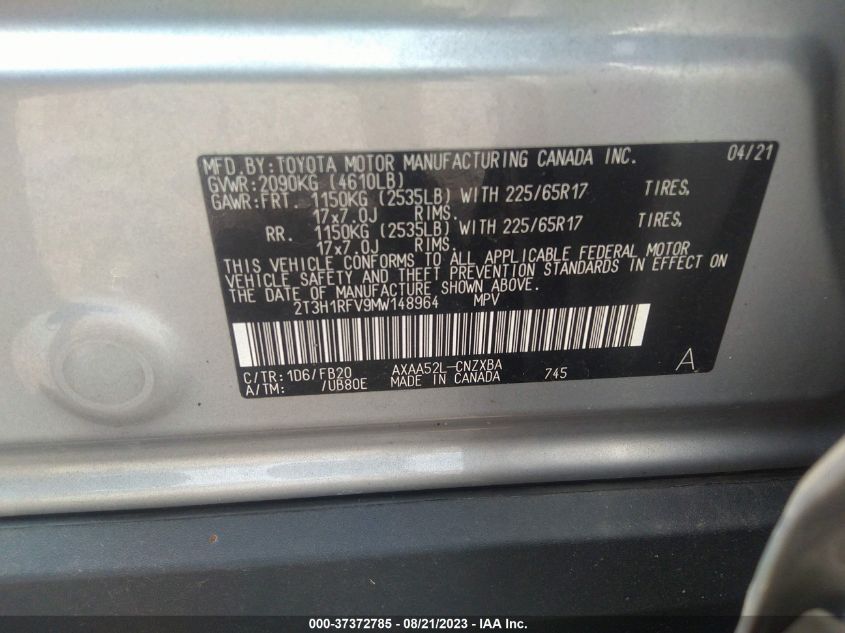 MFD.BY:TOYOTA MOTOR MANUFACTURING CANADA INC. 04/21
GVWR:2090KG (4610LB)
GAWR:FRT. 1150KG (2535LB) WITH 225/65R17 TIRES,
17x7.0J RIMS.
RR. 1150KG (2535LB) WITH 225/65R17 TIRES,
17x7.0J RIMS.
THIS VEHICLE CONFORMS TO ALL APPLICABLE FEDERAL MOTOR
VEHICLE SAFETY AND THEFT PREVENTION STANDARDS IN EFFECT ON
THE DATE OF MANUFACTURE SHOWN ABOVE.
2T3H1RFV9MW148964 MPV
C/TR:1D6/FB20 AXAA52L-CNZXBA A
A/TM: /UB80E MADE IN CANADA 745
000-37372785 - 08/21/2023 - IAA Inc.